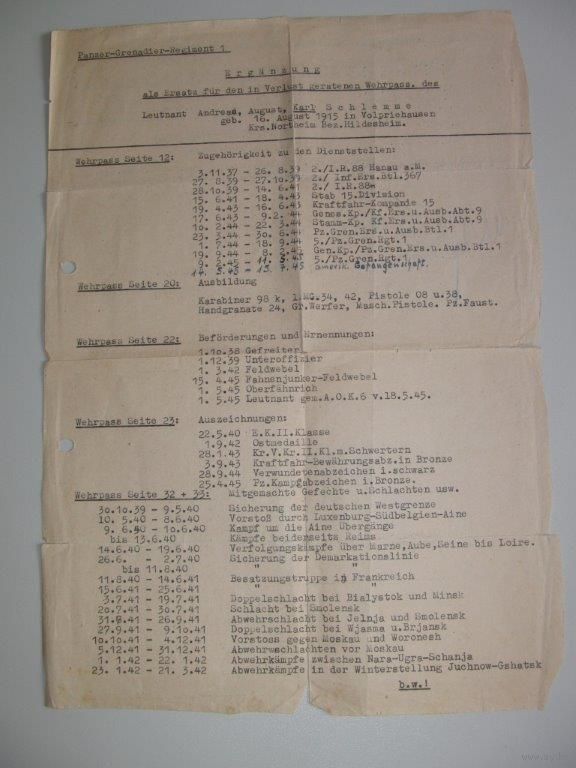 Panzer-Grenadier-Regiment 1
Ergänzung
als Ersatz für den in Verlust geratenen Wehrpass. des
Leutnant Andreas, August, Karl Schlemme
geb. 16. August 1915 in Volpriehausen
Krs.Northeim Bez.Hildesheim.
Wehrpass Seite 12: Zugehörigkeit zu den Dienststellen:
3.11.37 - 26.8.39 2./I.R.88 Hanau a.M.
27. 8.39 - 27.10.39 2./ Inf.Ers.Btl.367
28.10.39 - 14. 6.41 2./ I.R.88
15. 6.41 - 18. 4.43 Stab 15.Division
19. 4.43 - 16. 6.43 Kraftfahr-Kompanie 15
17. 6.43 - 9.2. 44 Genes.Kp./Kf.Ers.u.Ausb.Abt.9
10. 2.44 - 22. 3.44 Stamm-Kp. Kf.Ers.u.Ausb.Abt.9
23. 3.44 - 30. 6.44 Pz.Gren.Ers.u.Ausb.Btl.1
1. 7.44 - 18. 9.44 5./Pz.Gren.Rgt.1
19. 9.44 - 8. 2.45 Gen.Kp./Pz.Gren.Ers.u.Ausb.Btl.1
9. 2.45 - 11. 5.45 5./Pz.Gren.Rgt.1
12. 5.45 - 13. 7.45 amerik. Gefangenschaft.
Wehrpass Seite 20: Ausbildung
Karabiner 98 k, l.MG.34, 42, Pistole 08 u.38,
Handgranate 24, Gr.Werfer, Masch.Pistole. Pz.Faust.
Wehrpass Seite 22: Beförderungen und Ernennungen:
1.10.38 Gefreiter
1.12.39 Unteroffizier
1. 3.42 Feldwebel
15. 4.45 Fahnenjunker-Feldwebel
1. 5.45 Oberfähnrich
1. 5.45 Leutnant gem.A.O.K.6 v.18.5.45.
Wehrpass Seite 23: Auszeichnungen:
22.5.40 E.K.II.Klasse
1.9.42 Ostmedaille
28.1.43 Kr.V.Kr.II.Kl.m.Schwertern
3.9.43 Kraftfahr-Bewährungsabz.in Bronze
28.9.44 Verwundetenabzeichen i.schwarz
25.4.45 Pz.Kampfabzeichen i.Bronze.
Wehrpass Seite 32 + 33: Mitgemachte Gefechte u.Schlachten usw.
30.10.39 - 9.5.40 Sicherung der deutschen Westgrenze
10. 5.40 - 8.6.40 Vorstoß durch Luxenburg-Südbelgien-Aine
9. 6.40 - 10.6.40 Kampf um die Aine Übergänge
bis 13.6.40 Kämpfe beiderseits Reims
14.6.40 - 19.6.40 Verfolgungskämpfe über Marne,Aube,Seine bis Loire.
26.6. - 2.7.40 Sicherung der Demarkationslinie
bis 11.8.40 " " "
11.8.40 - 14.6.41 Besatzungstruppe in Frankreich
15.6.41 - 25.6.41 " " "
3.7.41 - 19.7.41 Doppelschlacht bei Bialystok und Minsk
20.7.41 - 30.7.41 Schlacht bei Smolensk
31.8.41 - 26.9.41 Abwehrschlacht bei Jelnja und Smolensk
27.9.41 - 9.10.41 Doppelschlacht bei Wjasma u.Brjansk
10.10.41 - 4.12.41 Vorstoss gegen Moskau und Woronesh
5.12.41 - 31.12.41 Abwehrschlachten vor Moskau
1. 1.42 - 22. 1.42 Abwehrkämpfe zwischen Nara-Ugra-Schanja
23. 1.42 - 21. 3.42 Abwehrkämpfe in der Winterstellung Juchnow-Gshatsk
b.w.!